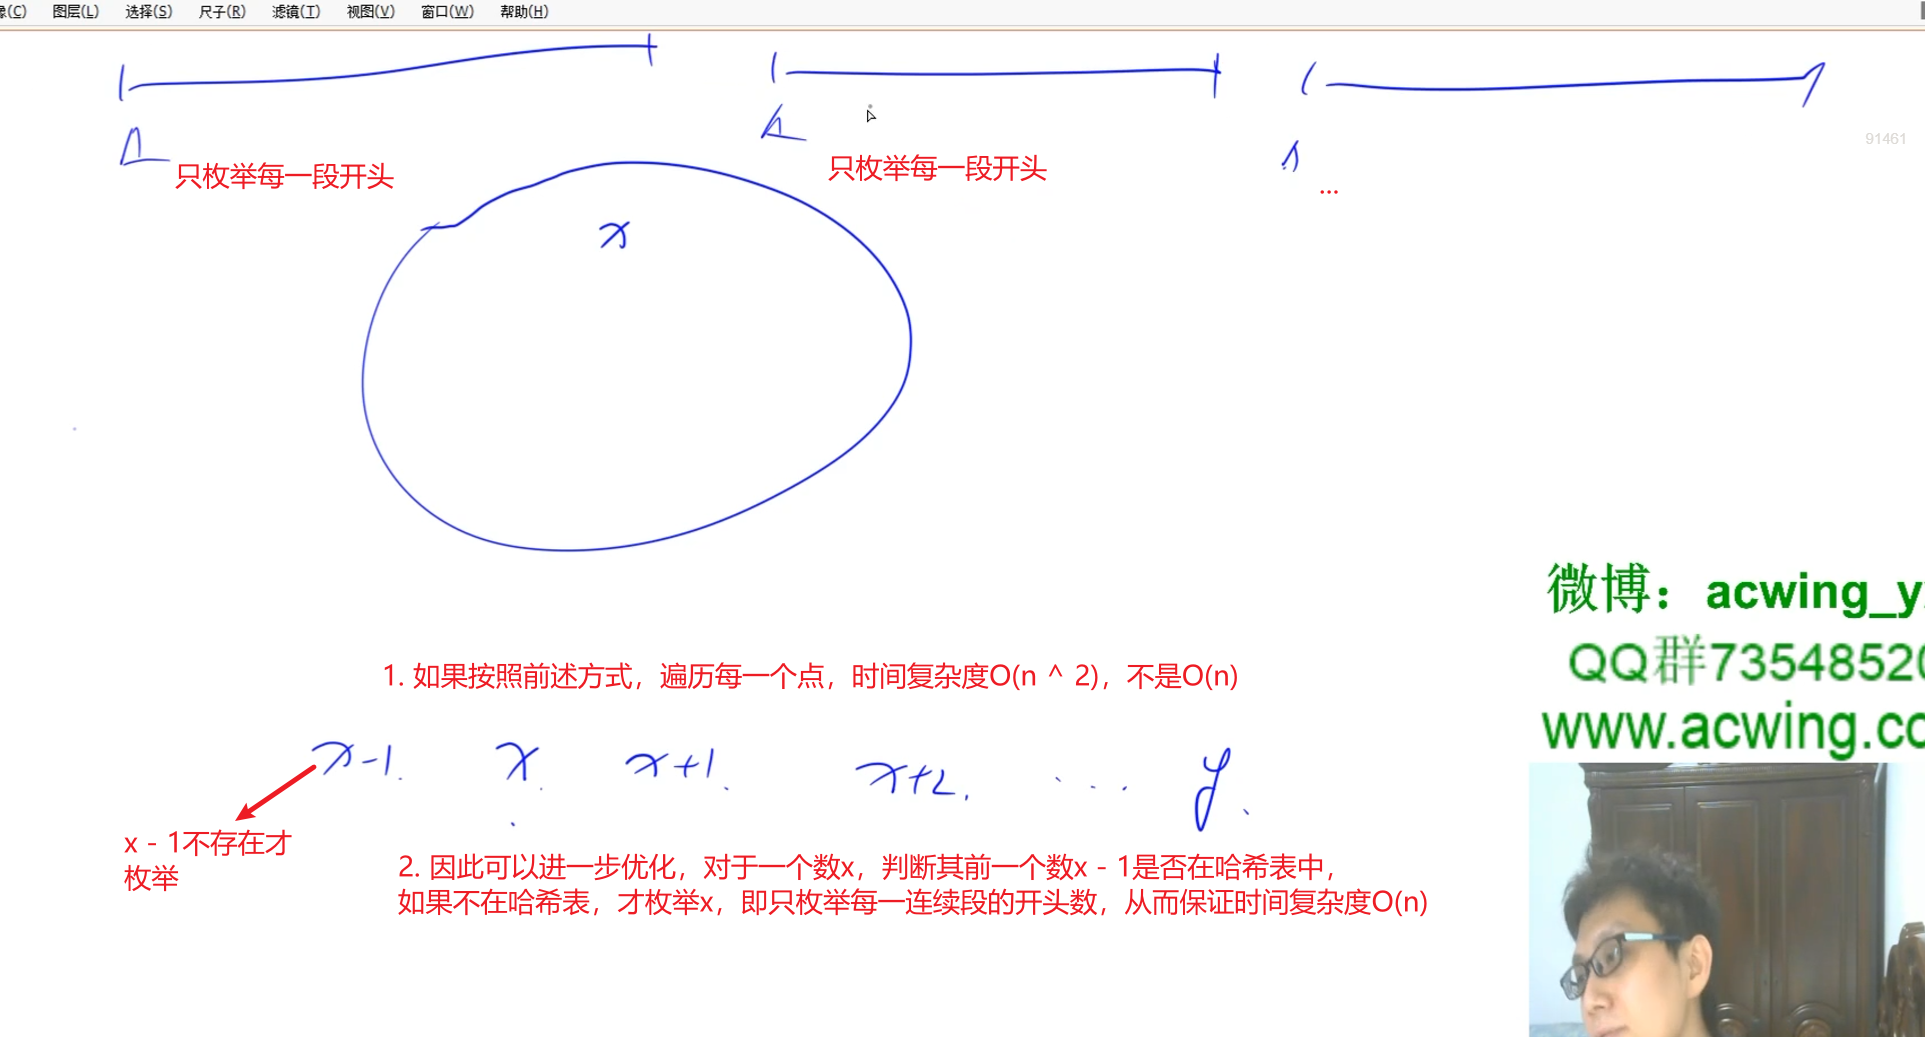 图层(L) 选择(S) 尺子(R) 滤镜(T) 视图(V) 窗口(W) 帮助(H)
91461
只枚举每一段开头
只枚举每一段开头
...
x
微博：acwing_y
QQ群7354852
www.acwing.c
1. 如果按照前述方式，遍历每一个点，时间复杂度O(n ^ 2)，不是O(n)
x-1. x. x+1. x+2. ... y.
x - 1不存在才
枚举
2. 因此可以进一步优化，对于一个数x，判断其前一个数x - 1是否在哈希表中，
如果不在哈希表，才枚举x，即只枚举每一连续段的开头数，从而保证时间复杂度O(n)